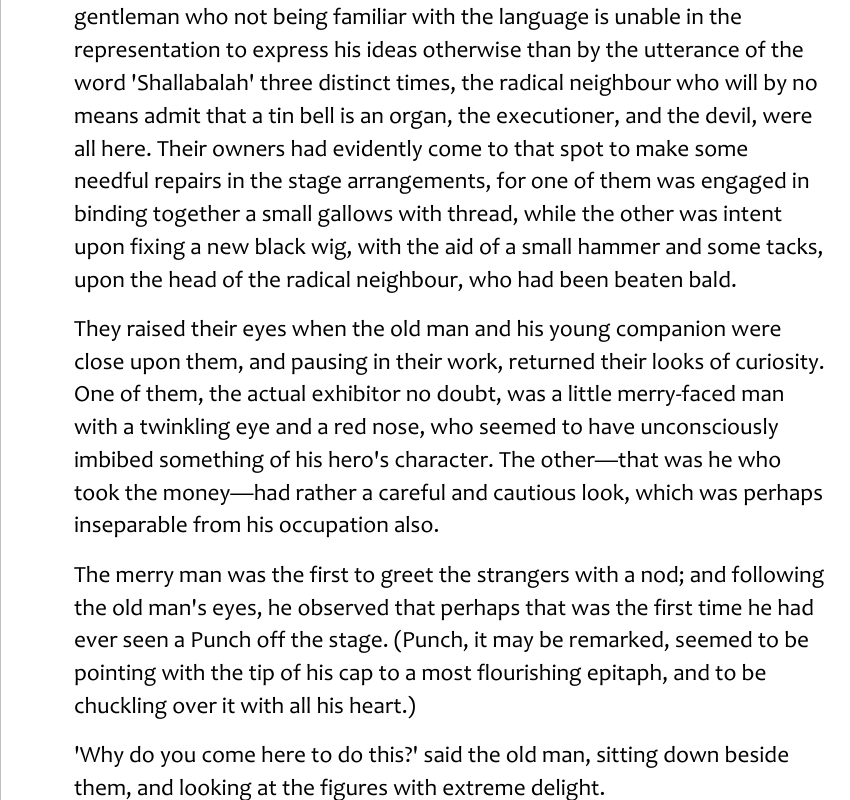 gentleman who not being familiar with the language is unable in the
representation to express his ideas otherwise than by the utterance of the
word 'Shallabalah' three distinct times, the radical neighbour who will by no
means admit that a tin bell is an organ, the executioner, and the devil, were
all here. Their owners had evidently come to that spot to make some
needful repairs in the stage arrangements, for one of them was engaged in
binding together a small gallows with thread, while the other was intent
upon fixing a new black wig, with the aid of a small hammer and some tacks,
upon the head of the radical neighbour, who had been beaten bald.
They raised their eyes when the old man and his young companion were
close upon them, and pausing in their work, returned their looks of curiosity.
One of them, the actual exhibitor no doubt, was a little merry-faced man
with a twinkling eye and a red nose, who seemed to have unconsciously
imbibed something of his hero's character. The other—that was he who
took the money—had rather a careful and cautious look, which was perhaps
inseparable from his occupation also.
The merry man was the first to greet the strangers with a nod; and following
the old man's eyes, he observed that perhaps that was the first time he had
ever seen a Punch off the stage. (Punch, it may be remarked, seemed to be
pointing with the tip of his cap to a most flourishing epitaph, and to be
chuckling over it with all his heart.)
'Why do you come here to do this?' said the old man, sitting down beside
them, and looking at the figures with extreme delight.